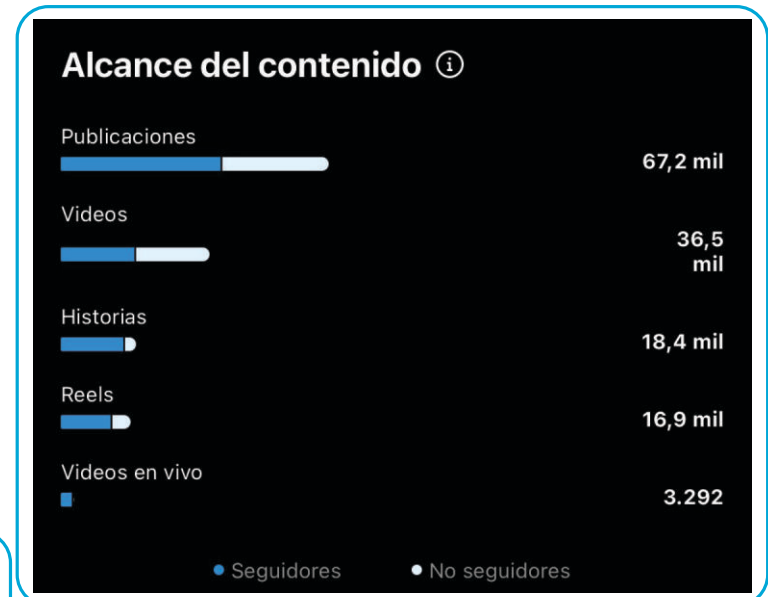 Alcance del contenido
Publicaciones
67,2 mil
Videos
36,5
mil
Historias
18,4 mil
Reels
16,9 mil
Videos en vivo
3.292
Seguidores No seguidores